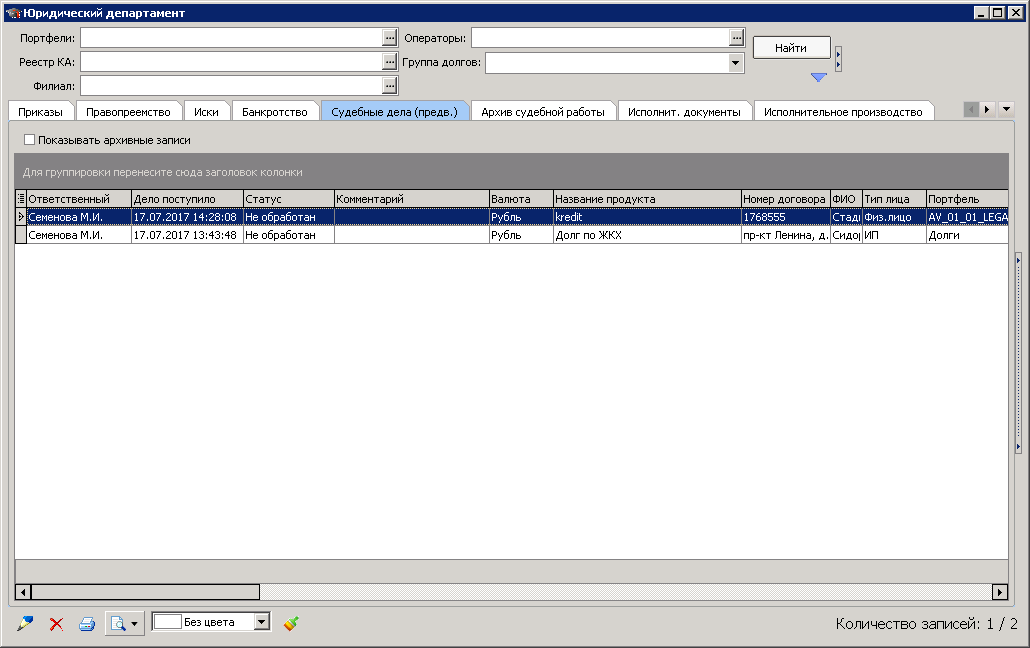 Юридический департамент
Портфели: ... Операторы: ... Найти
Реестр КА: ... Группа долгов:
Филиал: ...
Приказы Правопреемство Иски Банкротство Судебные дела (предв.) Архив судебной работы Исполнит. документы Исполнительное производство
Показывать архивные записи
Для группировки перенесите сюда заголовок колонки
Ответственный Дело поступило Статус Комментарий Валюта Название продукта Номер договора ФИО Тип лица Портфель
Семенова М.И. 17.07.2017 14:28:08 Не обработан Рубль kredit 1768555 Стад Физ.лицо AV_01_01_LEGA
Семенова М.И. 17.07.2017 13:43:48 Не обработан Рубль Долг по ЖКХ пр-кт Ленина, д. Сидор ИП Долги
Без цвета Количество записей: 1 / 2